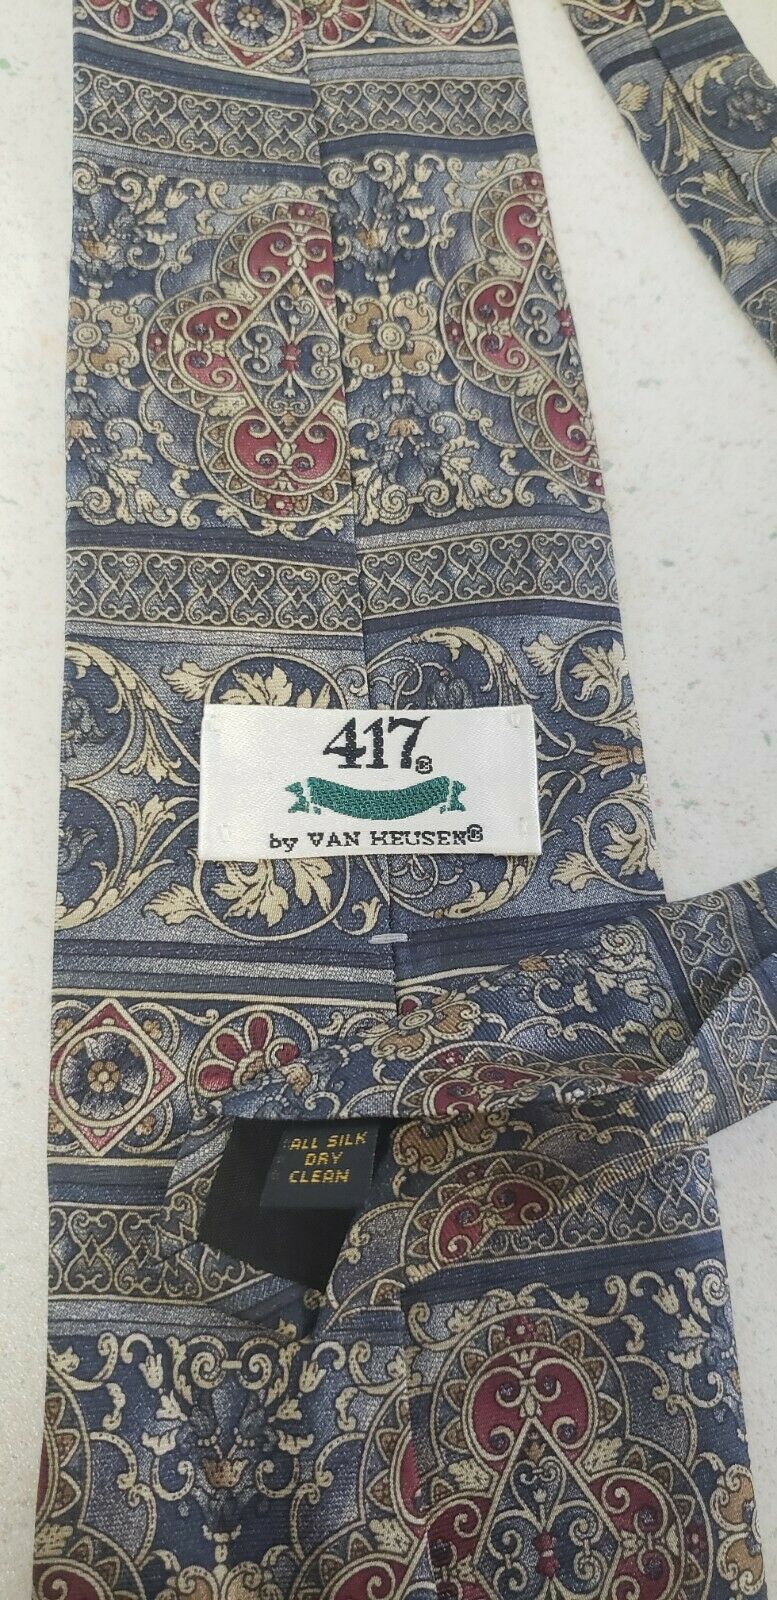 417®
by VAN HEUSEN®
ALL SILK
DRY
CLEAN